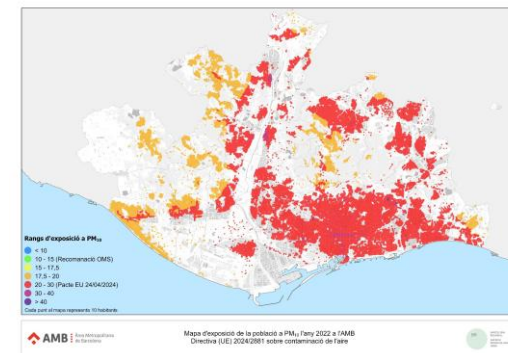 Rangs d'exposició a PM₁₀
< 10
10 - 15 (Recomanació OMS)
15 - 17,5
17,5 - 20
20 - 30 (Pacte EU 24/04/2024)
30 - 40
> 40
Cada punt al mapa representa 10 habitants
AMB
Àrea Metropolitana
de Barcelona
Mapa d'exposició de la població a PM₁₀ l'any 2022 a l'AMB
Directiva (UE) 2024/2881 sobre contaminació de l'aire